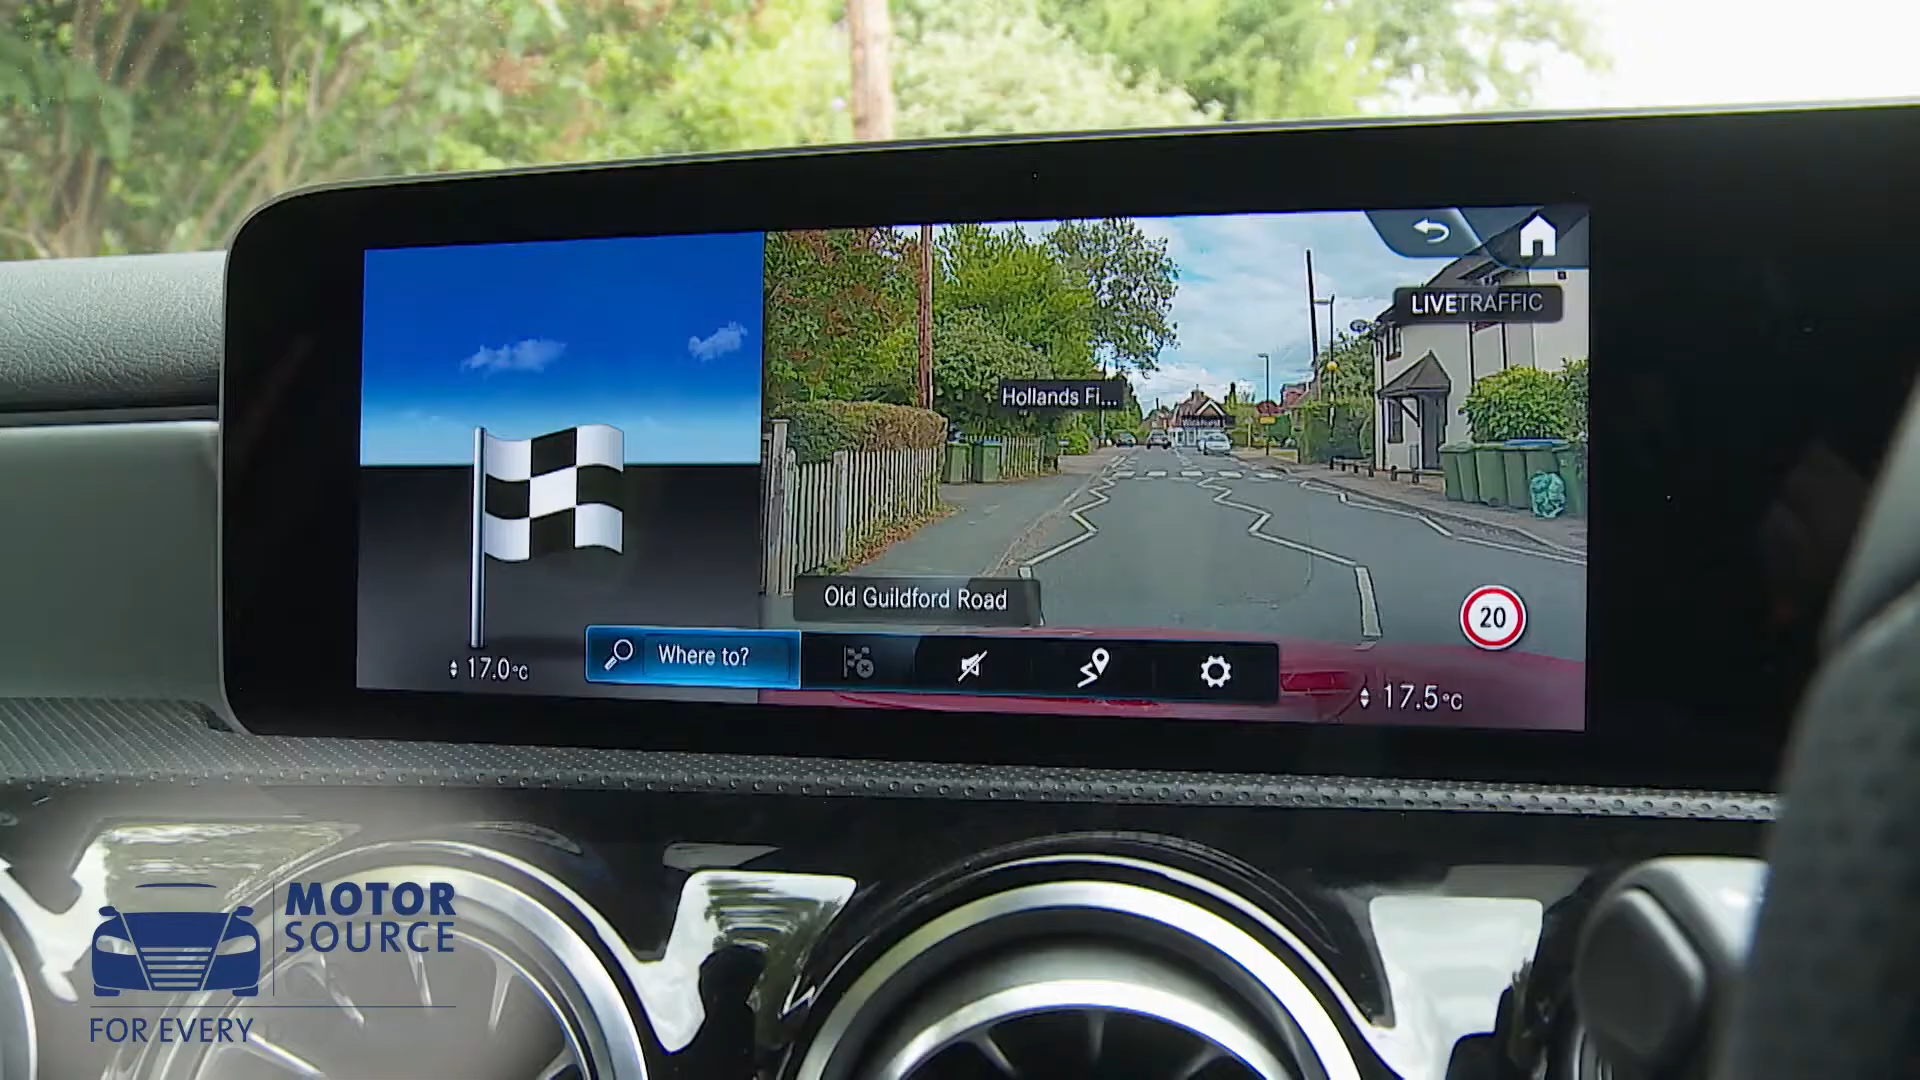 LIVETRAFFIC
Hollands Fi...
Old Guildford Road
20
Where to?
17.0°C
17.5°C
MOTOR
SOURCE
FOR EVERY